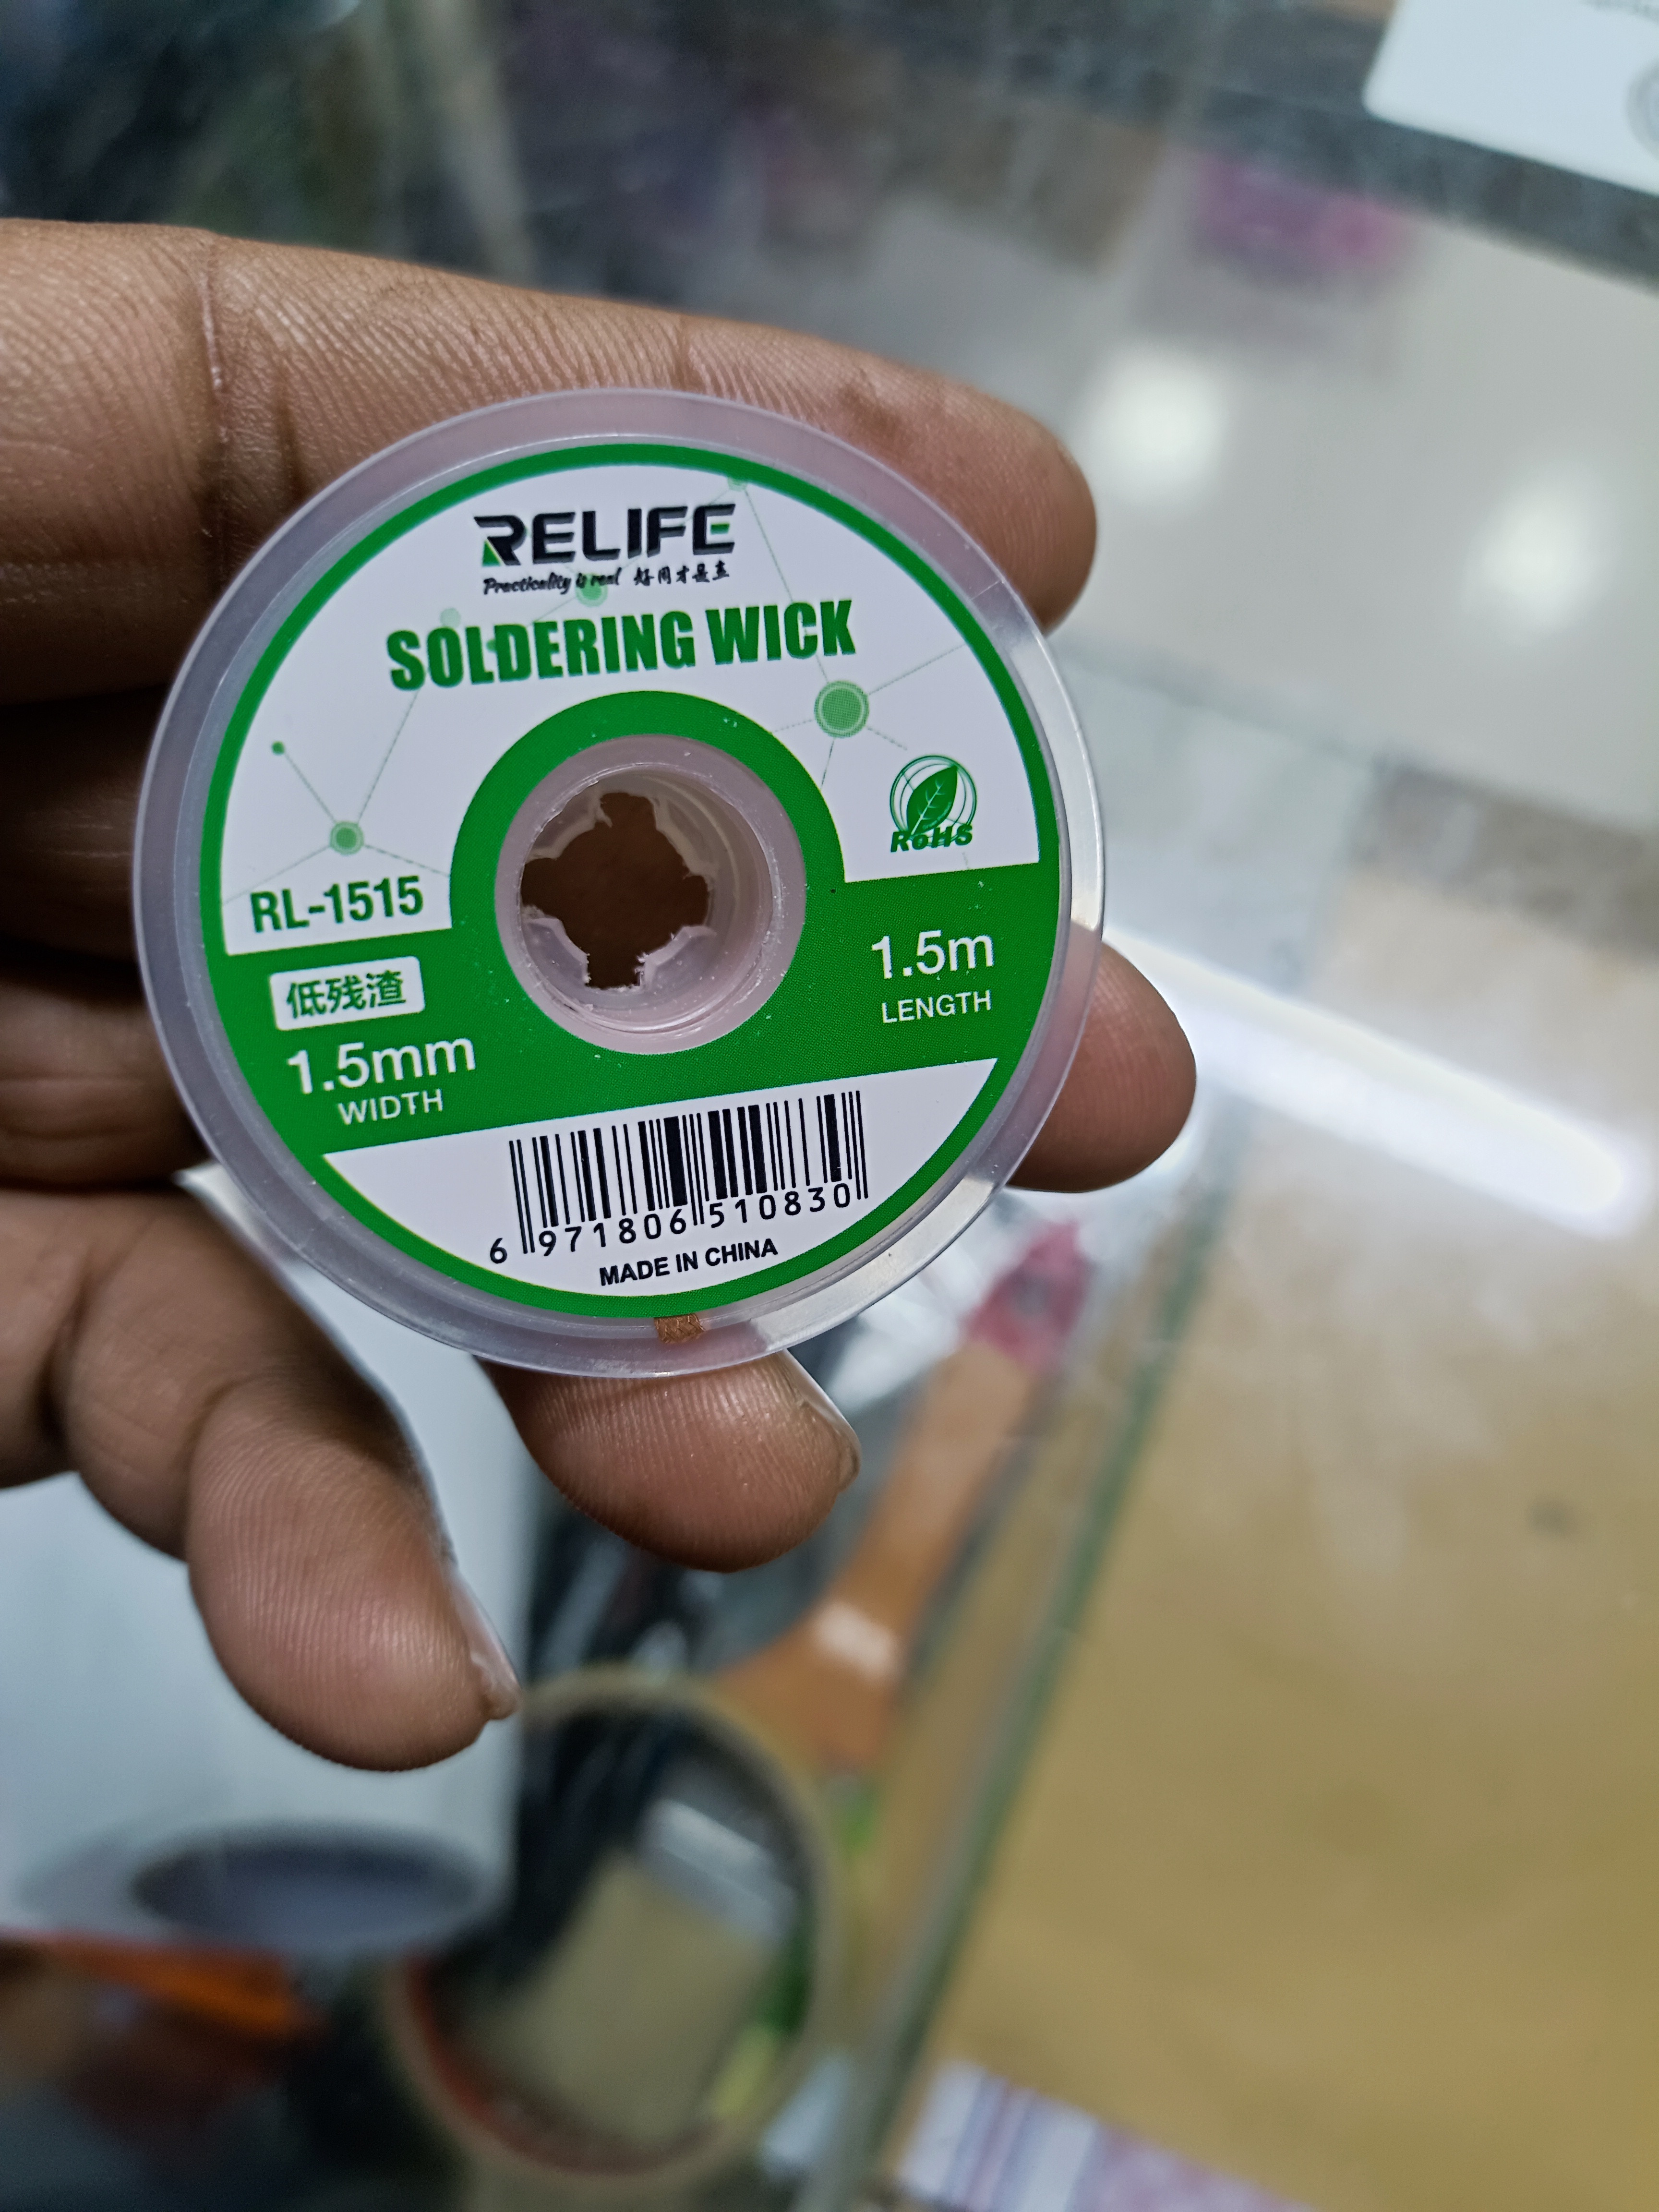 RELIFE
Practicality is real 好用才是真
SOLDERING WICK
RoHS
RL-1515
低残渣
1.5mm
WIDTH
1.5m
LENGTH
6 971806 510830
MADE IN CHINA